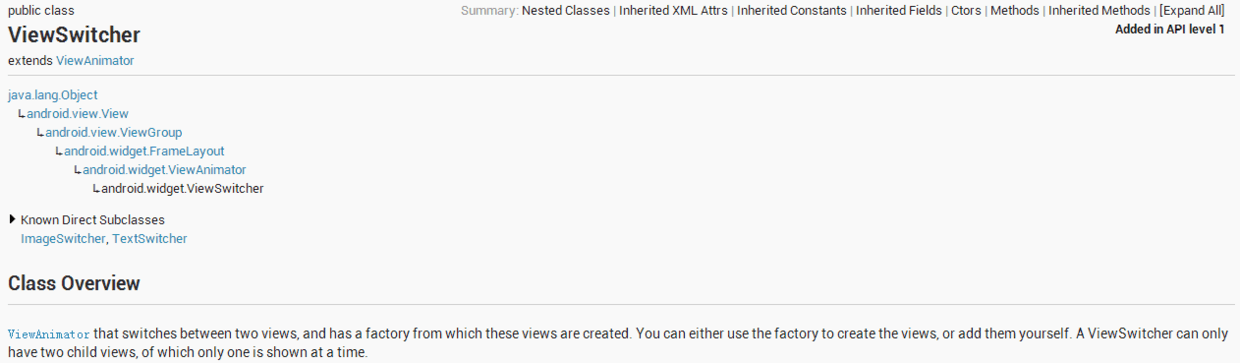 public class
Summary: Nested Classes | Inherited XML Attrs | Inherited Constants | Inherited Fields | Ctors | Methods | Inherited Methods | [Expand All]
ViewSwitcher
Added in API level 1
extends ViewAnimator
java.lang.Object
↳android.view.View
↳android.view.ViewGroup
↳android.widget.FrameLayout
↳android.widget.ViewAnimator
↳android.widget.ViewSwitcher
Known Direct Subclasses
ImageSwitcher, TextSwitcher
Class Overview
ViewAnimator that switches between two views, and has a factory from which these views are created. You can either use the factory to create the views, or add them yourself. A ViewSwitcher can only
have two child views, of which only one is shown at a time.